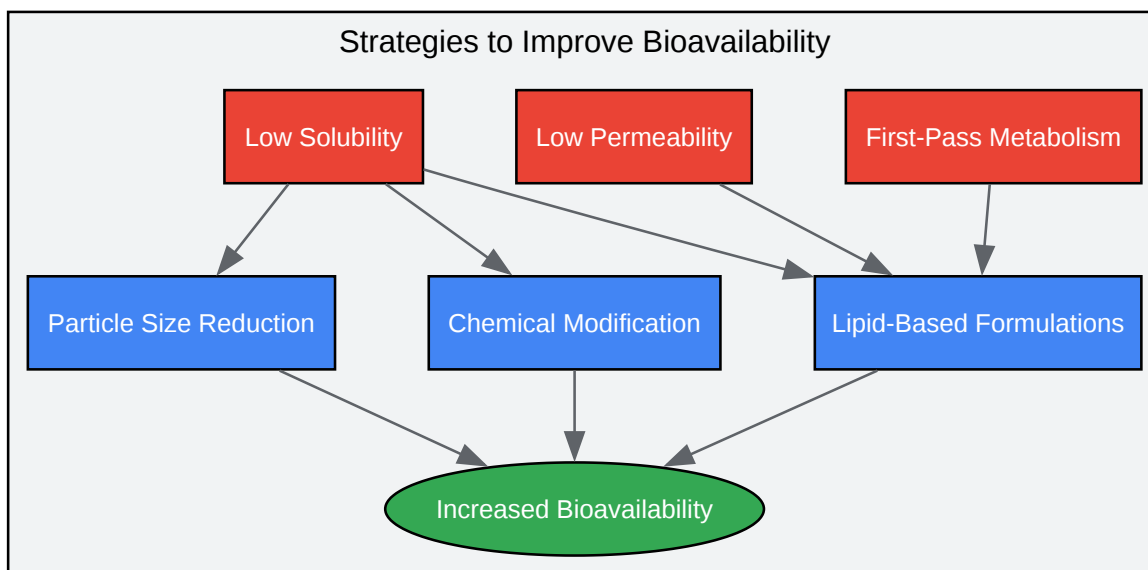 Strategies to Improve Bioavailability
Low Solubility
Low Permeability
First-Pass Metabolism
Particle Size Reduction
Chemical Modification
Lipid-Based Formulations
Increased Bioavailability